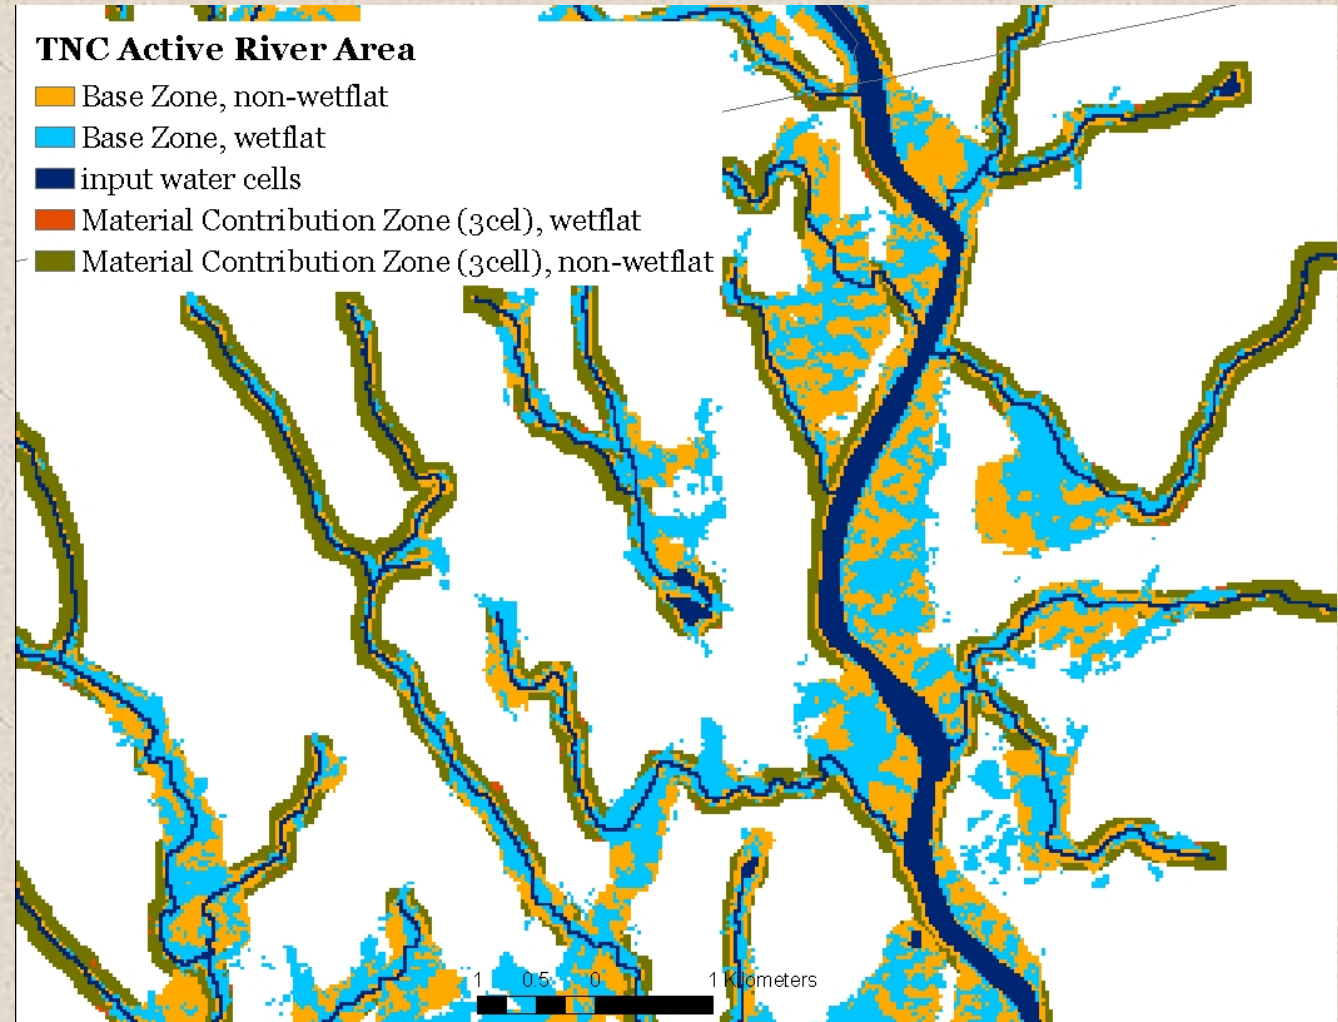 TNC Active River Area
Base Zone, non-wetflat
Base Zone, wetflat
input water cells
Material Contribution Zone (3cel), wetflat
Material Contribution Zone (3cell), non-wetflat
1 0.5 0 1 Kilometers